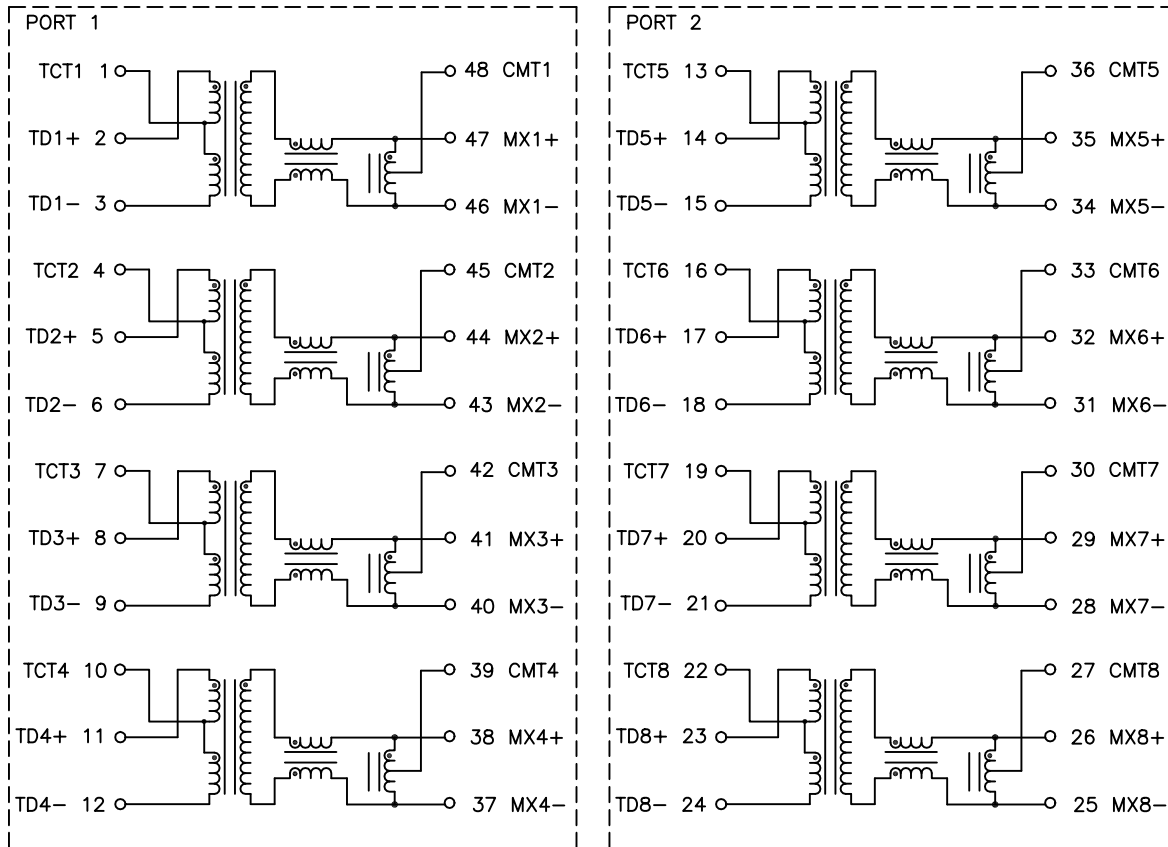 PORT 1
TCT1 1
48 CMT1
TD1+ 2
47 MX1+
TD1− 3
46 MX1−
TCT2 4
45 CMT2
TD2+ 5
44 MX2+
TD2− 6
43 MX2−
TCT3 7
42 CMT3
TD3+ 8
41 MX3+
TD3− 9
40 MX3−
TCT4 10
39 CMT4
TD4+ 11
38 MX4+
TD4− 12
37 MX4−
PORT 2
TCT5 13
36 CMT5
TD5+ 14
35 MX5+
TD5− 15
34 MX5−
TCT6 16
33 CMT6
TD6+ 17
32 MX6+
TD6− 18
31 MX6−
TCT7 19
30 CMT7
TD7+ 20
29 MX7+
TD7− 21
28 MX7−
TCT8 22
27 CMT8
TD8+ 23
26 MX8+
TD8− 24
25 MX8−